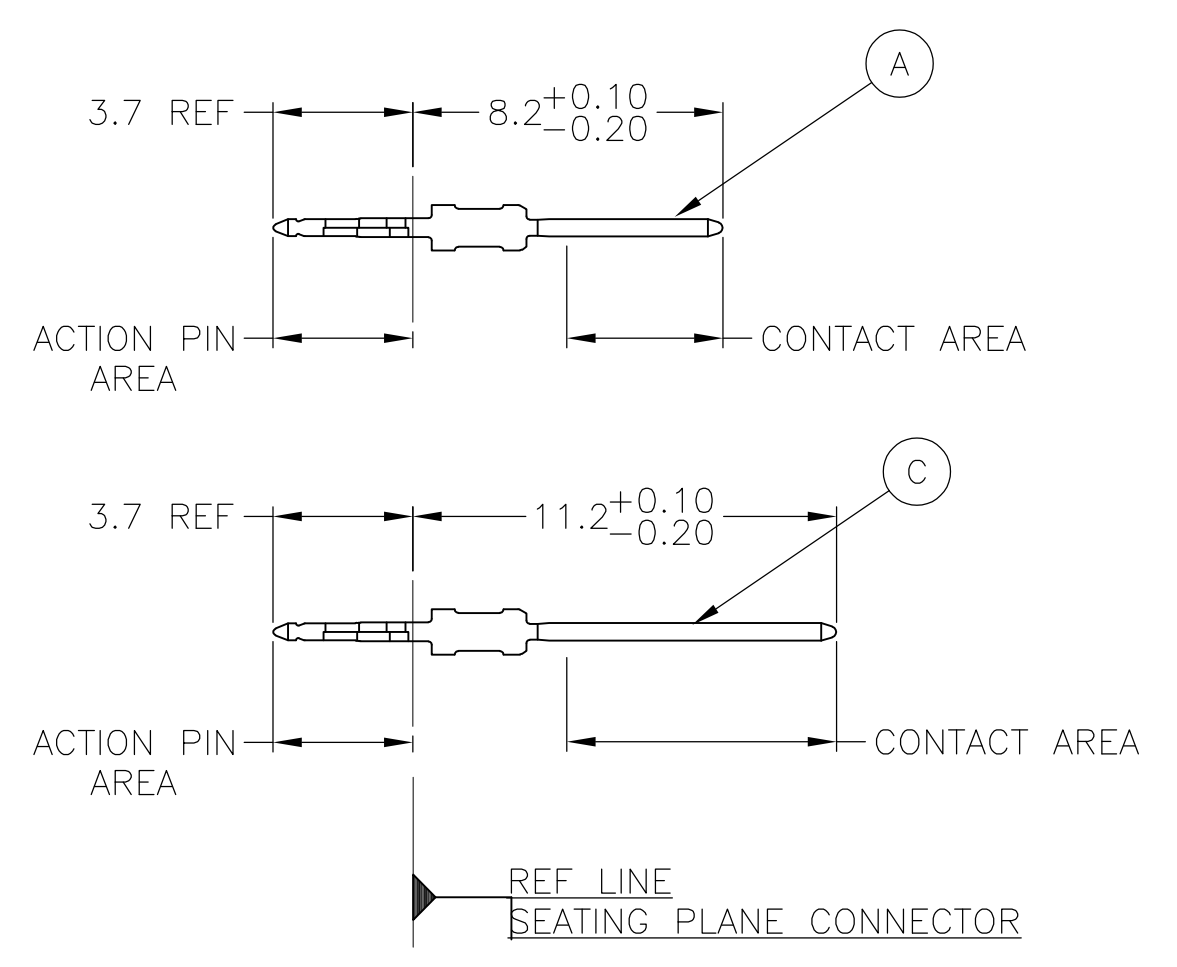 A
3.7 REF
8.2 +0.10
-0.20
ACTION PIN
AREA
CONTACT AREA
C
3.7 REF
11.2 +0.10
-0.20
ACTION PIN
AREA
CONTACT AREA
REF LINE
SEATING PLANE CONNECTOR